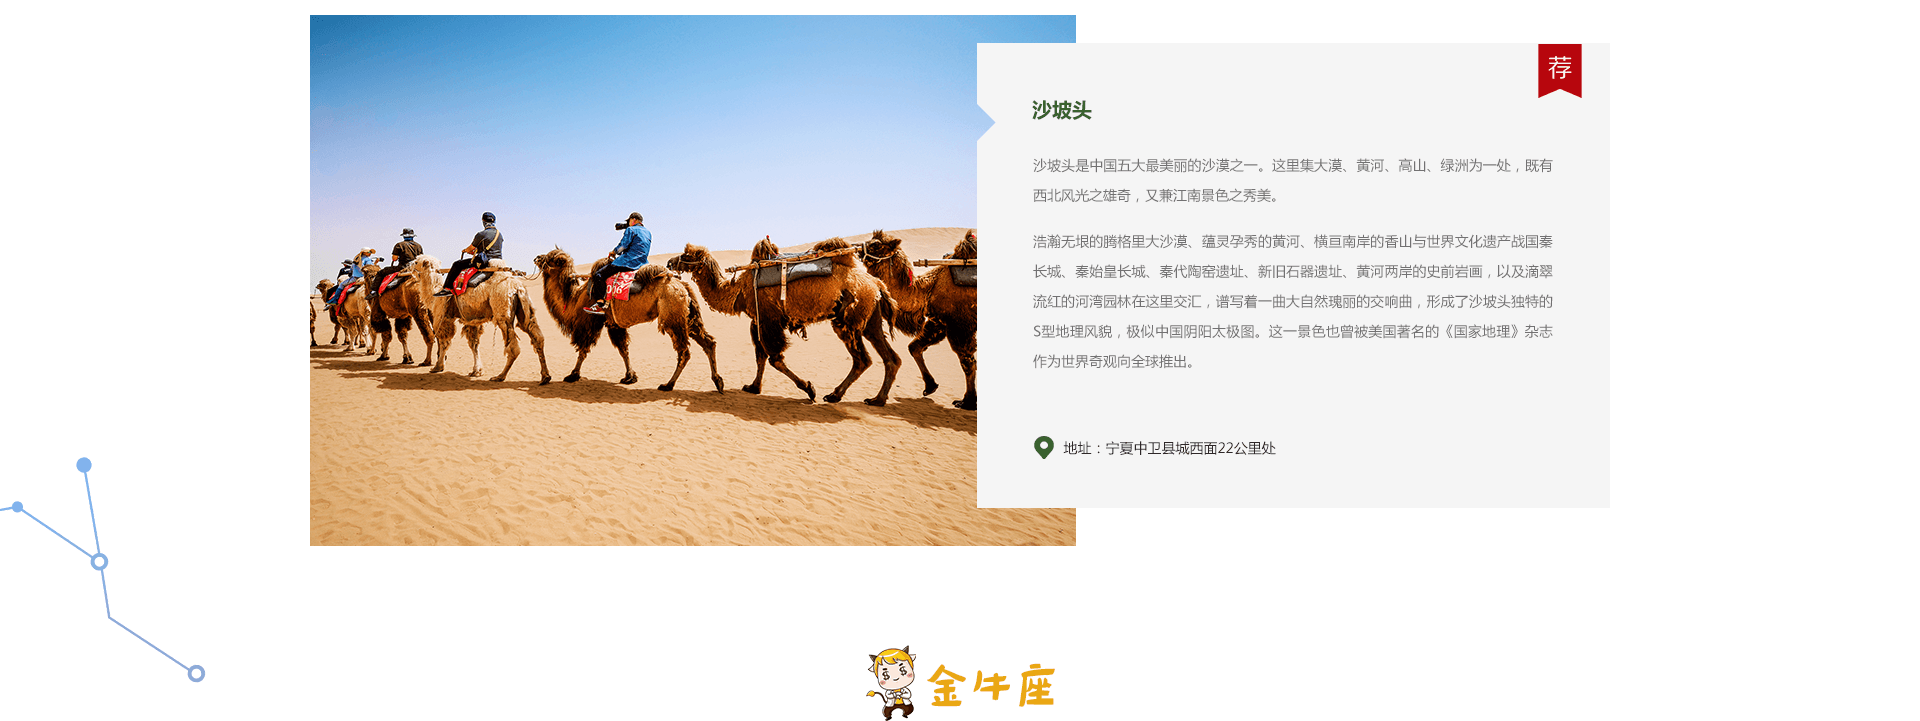 荐
沙坡头
沙坡头是中国五大最美丽的沙漠之一。这里集大漠、黄河、高山、绿洲为一处，既有
西北风光之雄奇，又兼江南景色之秀美。
浩瀚无垠的腾格里大沙漠、蕴灵孕秀的黄河、横亘南岸的香山与世界文化遗产战国秦
长城、秦始皇长城、秦代陶窑遗址、新旧石器遗址、黄河两岸的史前岩画，以及滴翠
流红的河湾园林在这里交汇，谱写着一曲大自然瑰丽的交响曲，形成了沙坡头独特的
S型地理风貌，极似中国阴阳太极图。这一景色也曾被美国著名的《国家地理》杂志
作为世界奇观向全球推出。
地址：宁夏中卫县城西面22公里处
金牛座